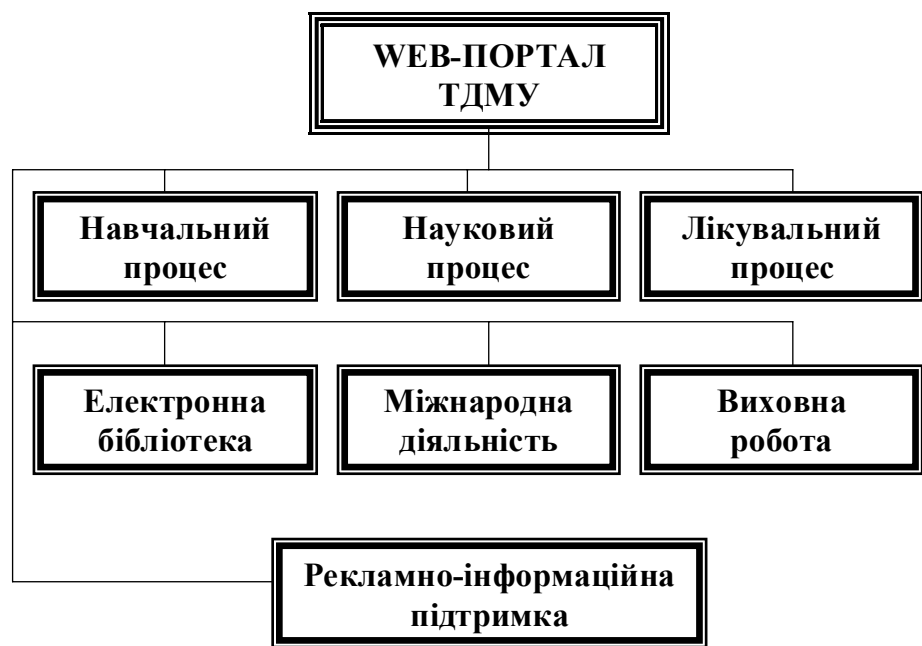 WEB-ПОРТАЛ
ТДМУ
Навчальний
процес
Науковий
процес
Лікувальний
процес
Електронна
бібліотека
Міжнародна
діяльність
Виховна
робота
Рекламно-інформаційна
підтримка